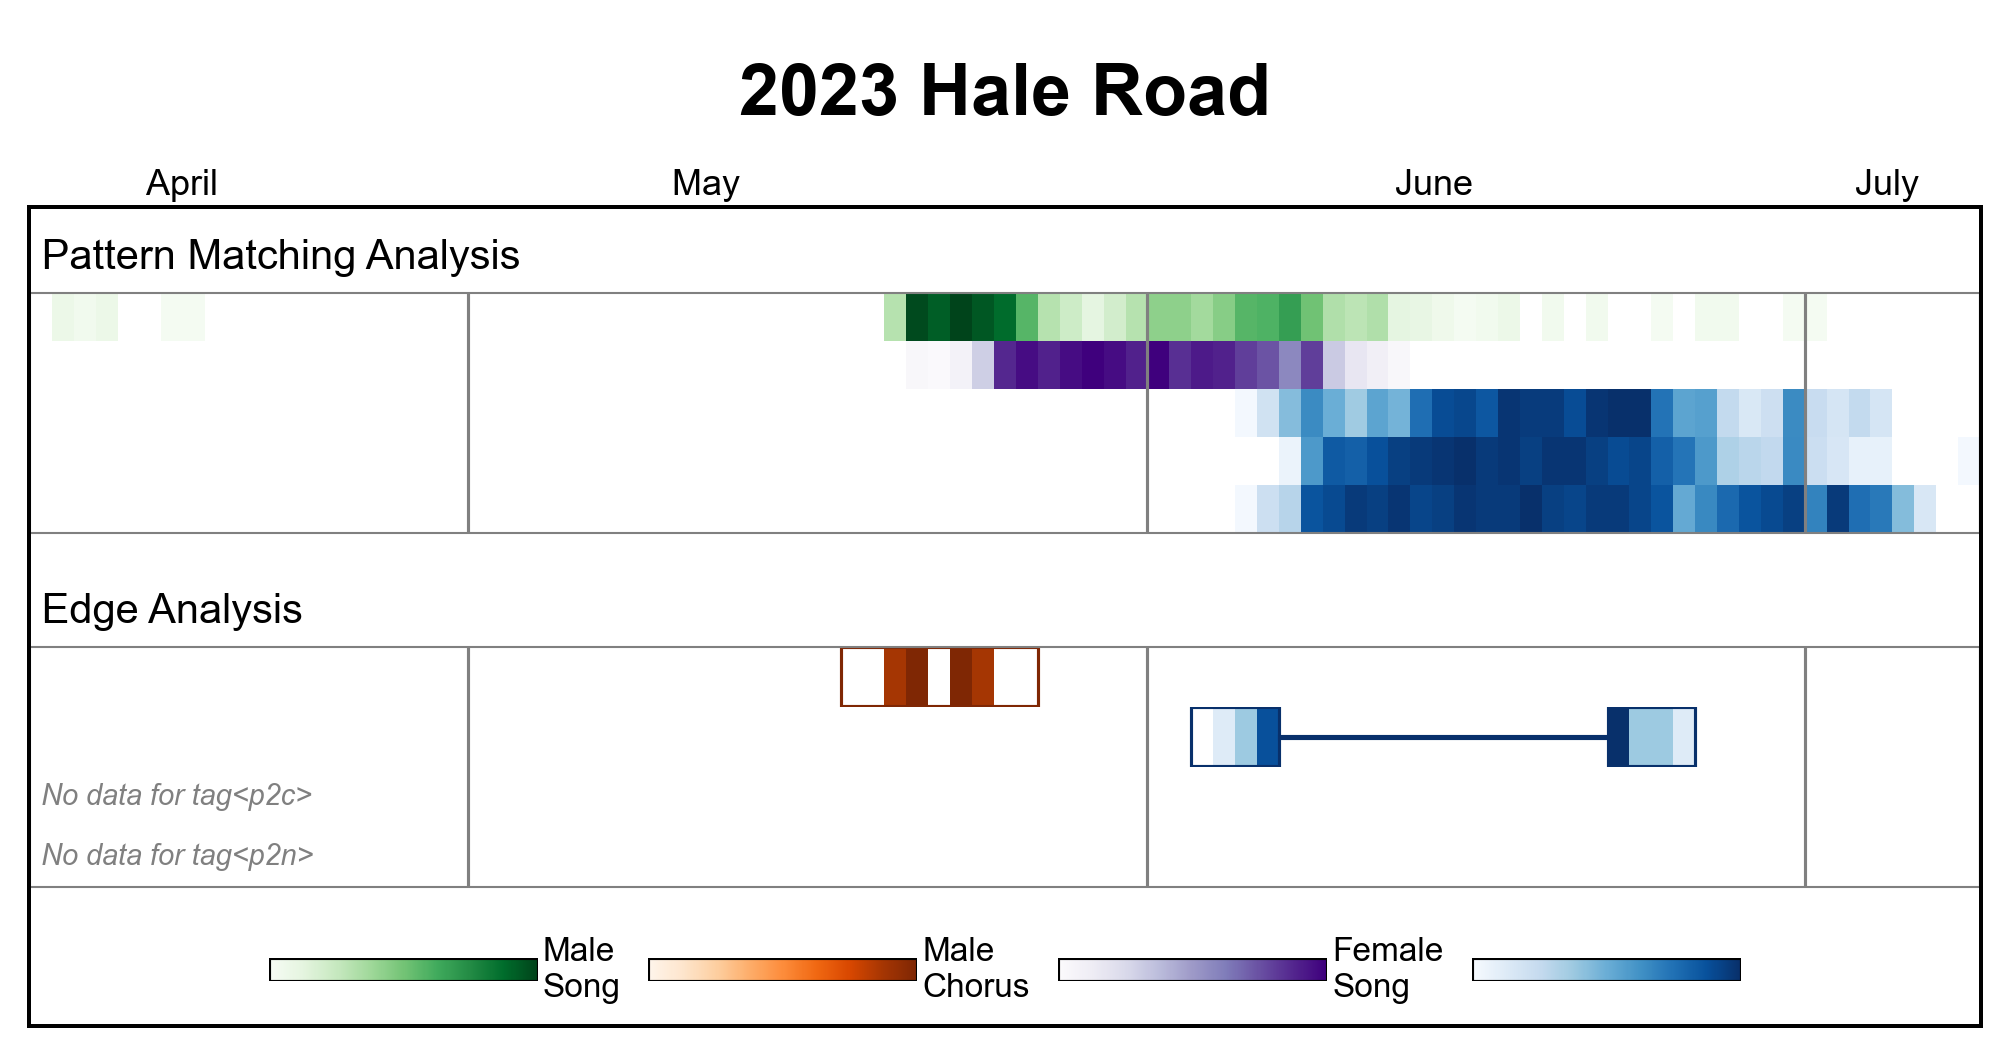 2023 Hale Road
April May June July
Pattern Matching Analysis
Edge Analysis
No data for tag<p2c>
No data for tag<p2n>
Male Song
Male Chorus
Female Song